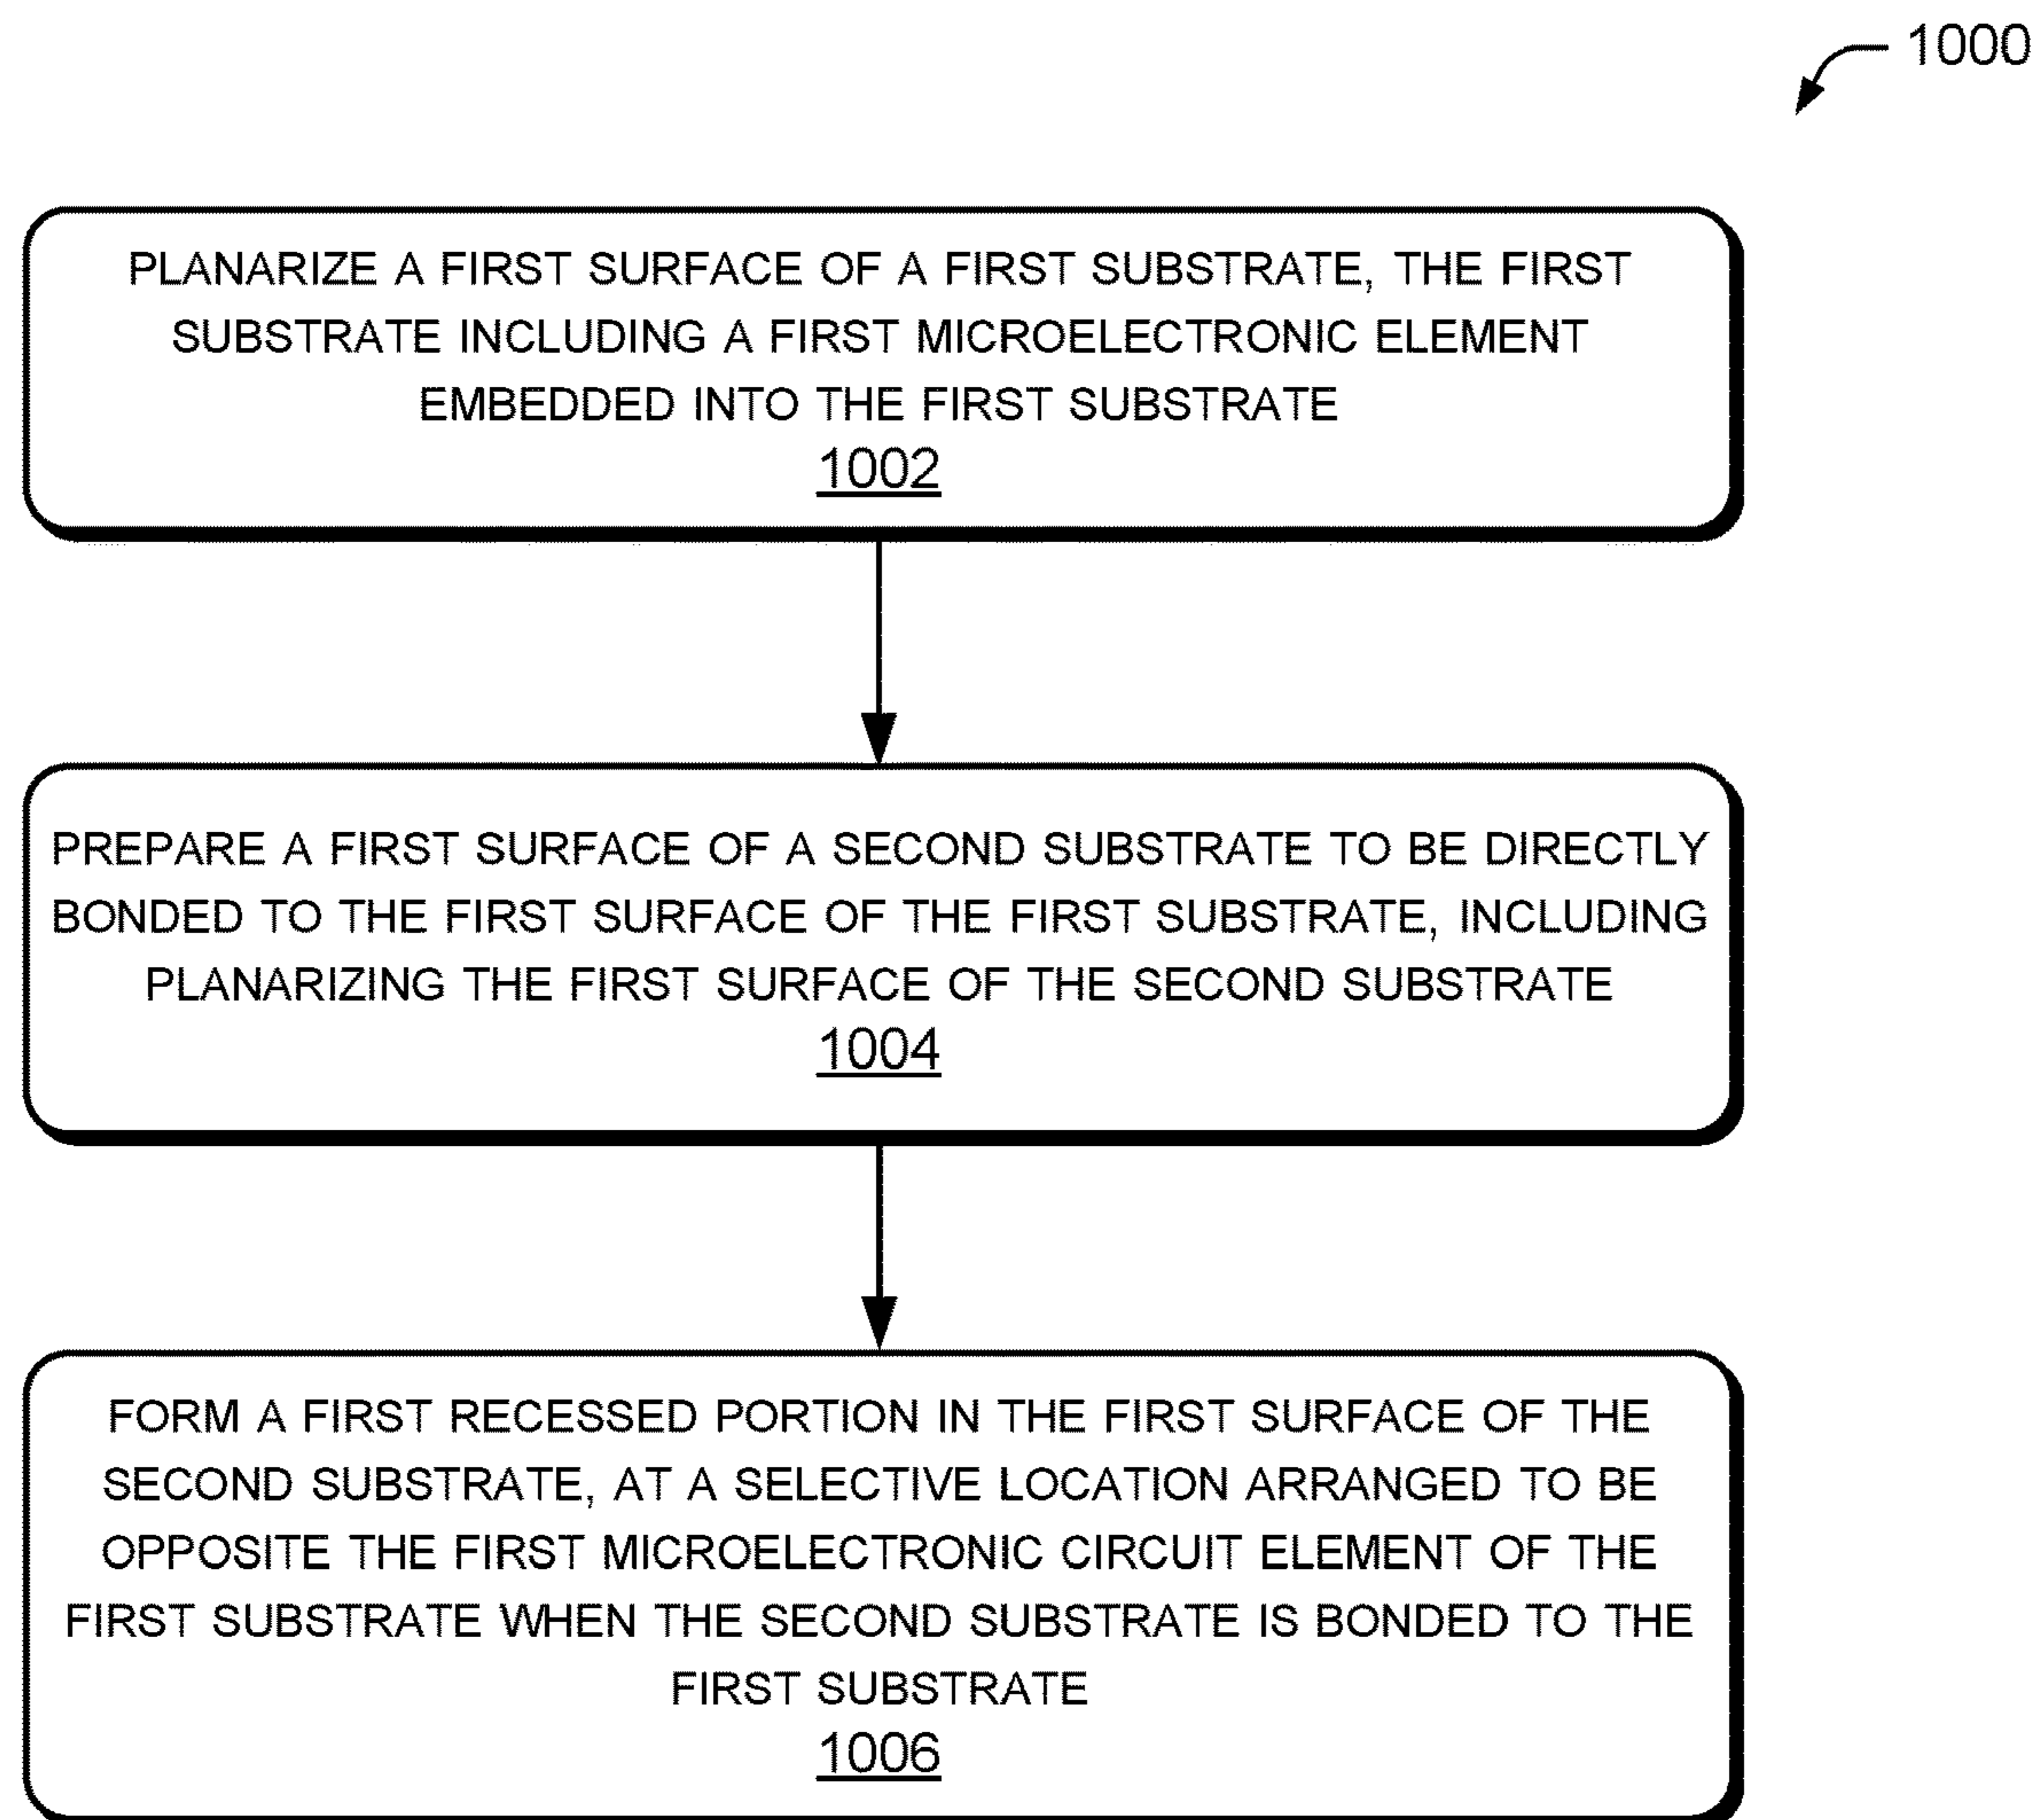 1000
PLANARIZE A FIRST SURFACE OF A FIRST SUBSTRATE, THE FIRST
SUBSTRATE INCLUDING A FIRST MICROELECTRONIC ELEMENT
EMBEDDED INTO THE FIRST SUBSTRATE
1002
PREPARE A FIRST SURFACE OF A SECOND SUBSTRATE TO BE DIRECTLY
BONDED TO THE FIRST SURFACE OF THE FIRST SUBSTRATE, INCLUDING
PLANARIZING THE FIRST SURFACE OF THE SECOND SUBSTRATE
1004
FORM A FIRST RECESSED PORTION IN THE FIRST SURFACE OF THE
SECOND SUBSTRATE, AT A SELECTIVE LOCATION ARRANGED TO BE
OPPOSITE THE FIRST MICROELECTRONIC CIRCUIT ELEMENT OF THE
FIRST SUBSTRATE WHEN THE SECOND SUBSTRATE IS BONDED TO THE
FIRST SUBSTRATE
1006